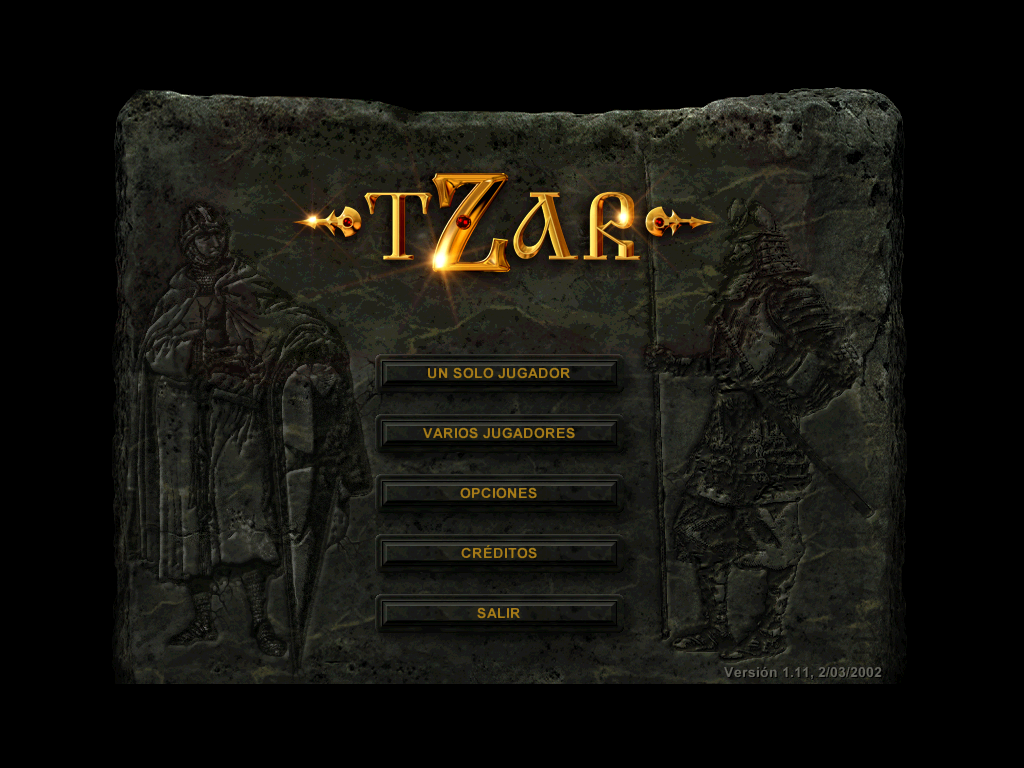 tZAR
UN SOLO JUGADOR
VARIOS JUGADORES
OPCIONES
CRÉDITOS
SALIR
Versión 1.11, 2/03/2002